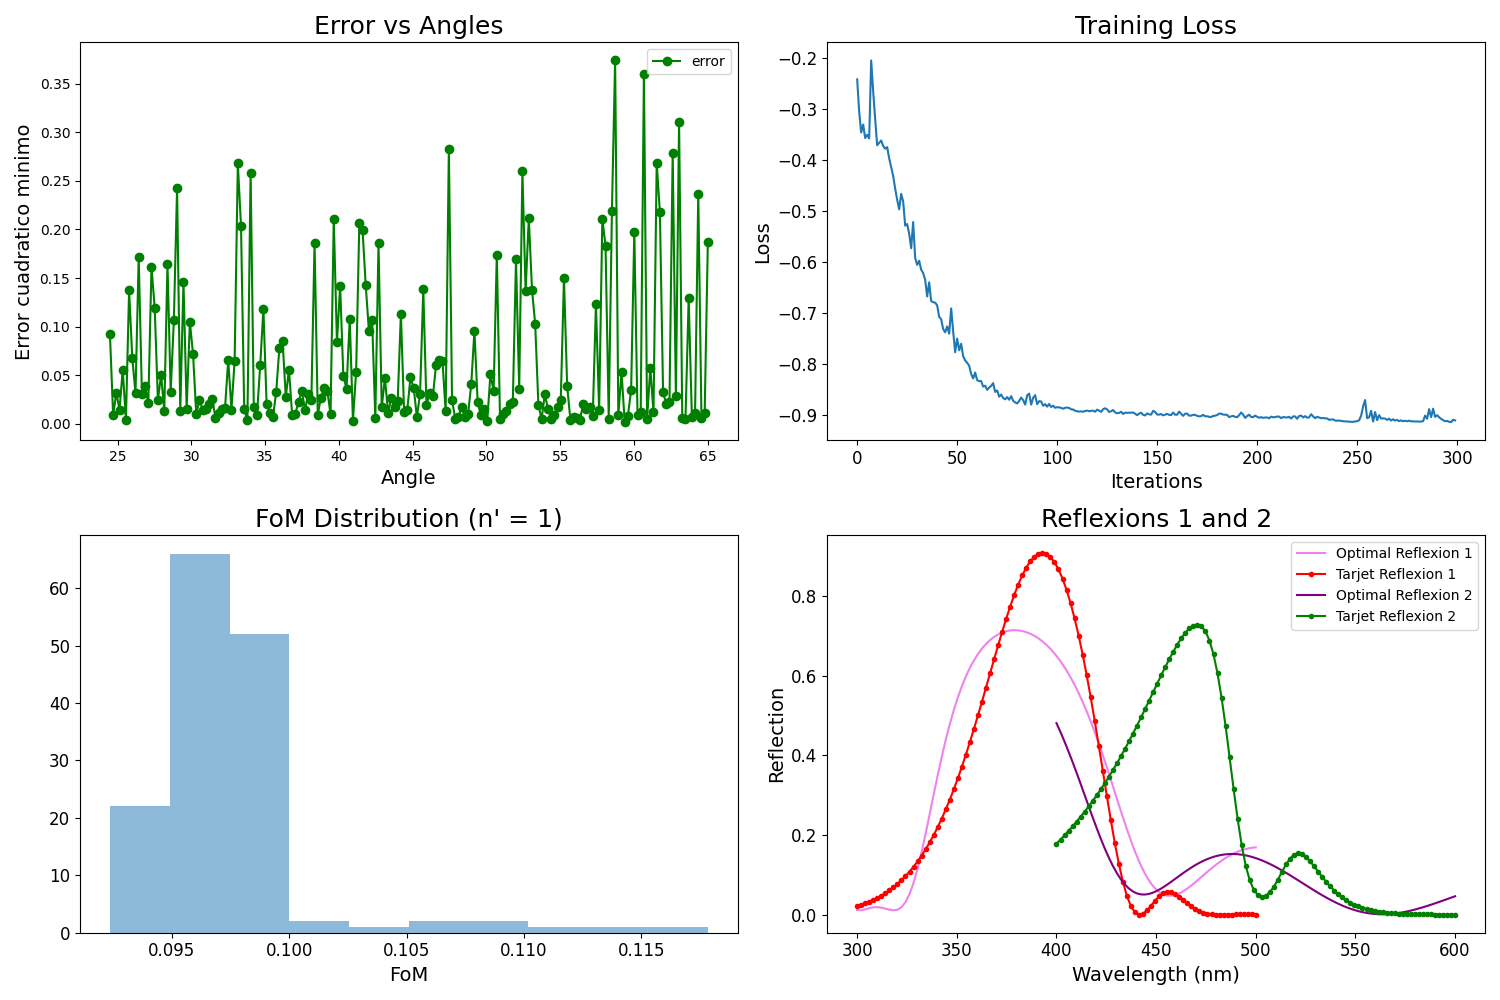 Error vs Angles
error
Error cuadratico minimo
0.35
0.30
0.25
0.20
0.15
0.10
0.05
0.00
25 30 35 40 45 50 55 60 65
Angle
Training Loss
Loss
−0.2
−0.3
−0.4
−0.5
−0.6
−0.7
−0.8
−0.9
0 50 100 150 200 250 300
Iterations
FoM Distribution (n' = 1)
60
50
40
30
20
10
0
0.095 0.100 0.105 0.110 0.115
FoM
Reflexions 1 and 2
Optimal Reflexion 1
Tarjet Reflexion 1
Optimal Reflexion 2
Tarjet Reflexion 2
Reflection
0.8
0.6
0.4
0.2
0.0
300 350 400 450 500 550 600
Wavelength (nm)